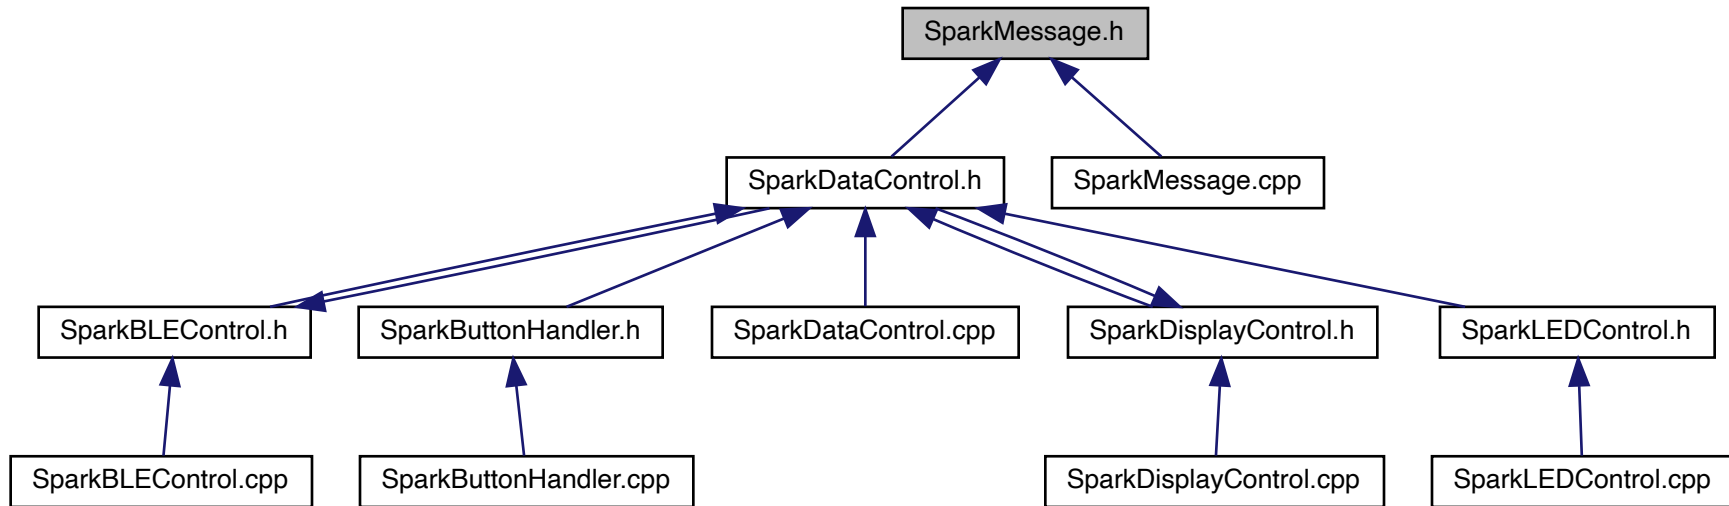 SparkMessage.h
SparkDataControl.h
SparkMessage.cpp
SparkBLEControl.h
SparkButtonHandler.h
SparkDataControl.cpp
SparkDisplayControl.h
SparkLEDControl.h
SparkBLEControl.cpp
SparkButtonHandler.cpp
SparkDisplayControl.cpp
SparkLEDControl.cpp